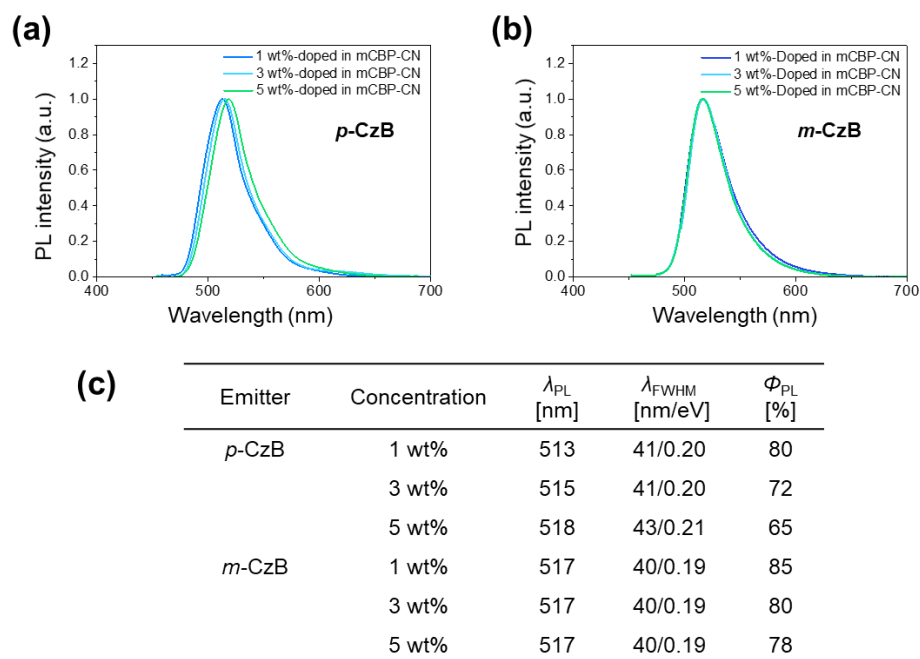 (a)
1 wt%-doped in mCBP-CN
3 wt%-doped in mCBP-CN
5 wt%-doped in mCBP-CN
p-CzB
PL intensity (a.u.)
1.2
1.0
0.8
0.6
0.4
0.2
0.0
400 500 600 700
Wavelength (nm)
(b)
1 wt%-Doped in mCBP-CN
3 wt%-Doped in mCBP-CN
5 wt%-Doped in mCBP-CN
m-CzB
PL intensity (a.u.)
1.2
1.0
0.8
0.6
0.4
0.2
0.0
400 500 600 700
Wavelength (nm)
(c)
Emitter Concentration λPL [nm] λFWHM [nm/eV] ΦPL [%]
p-CzB 1 wt% 513 41/0.20 80
3 wt% 515 41/0.20 72
5 wt% 518 43/0.21 65
m-CzB 1 wt% 517 40/0.19 85
3 wt% 517 40/0.19 80
5 wt% 517 40/0.19 78